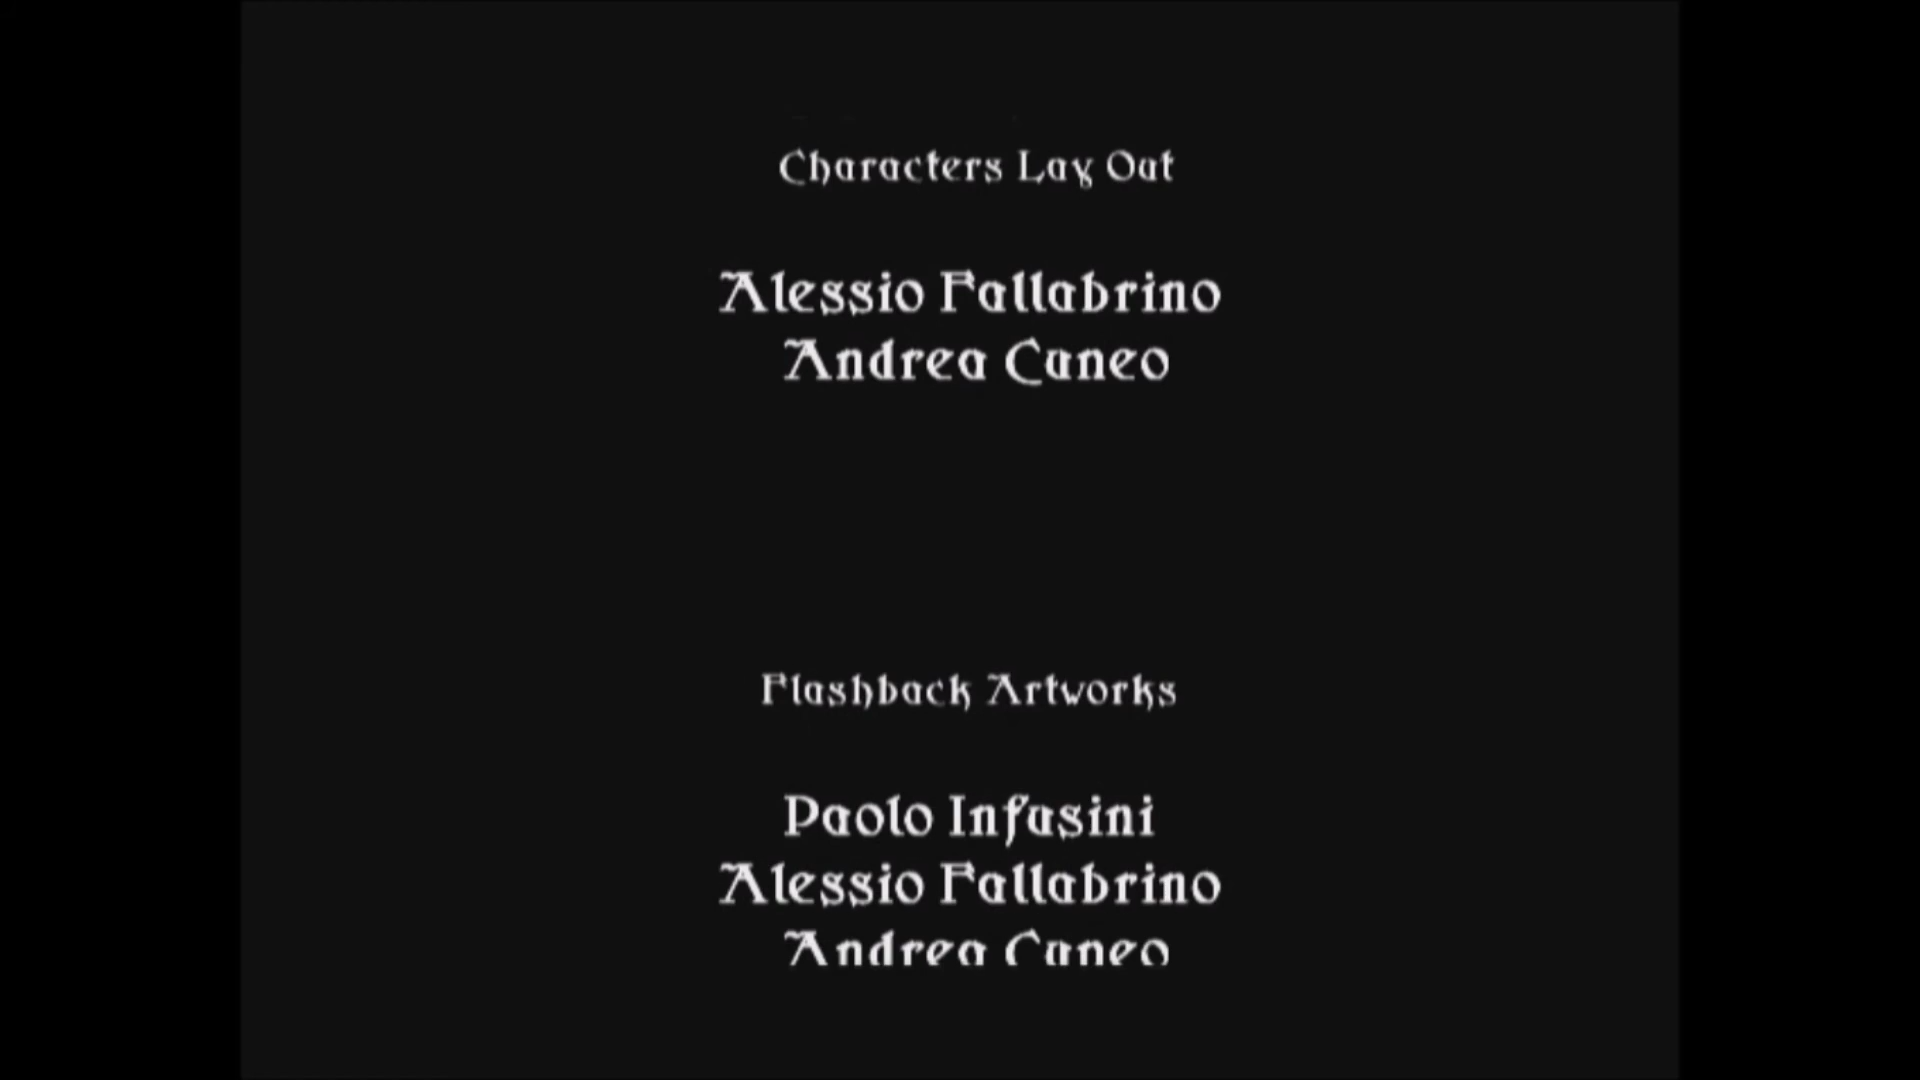 Characters Lay Out
Alessio Fallabrino
Andrea Cuneo
Flashback Artworks
Paolo Infusini
Alessio Fallabrino
Andrea Cuneo